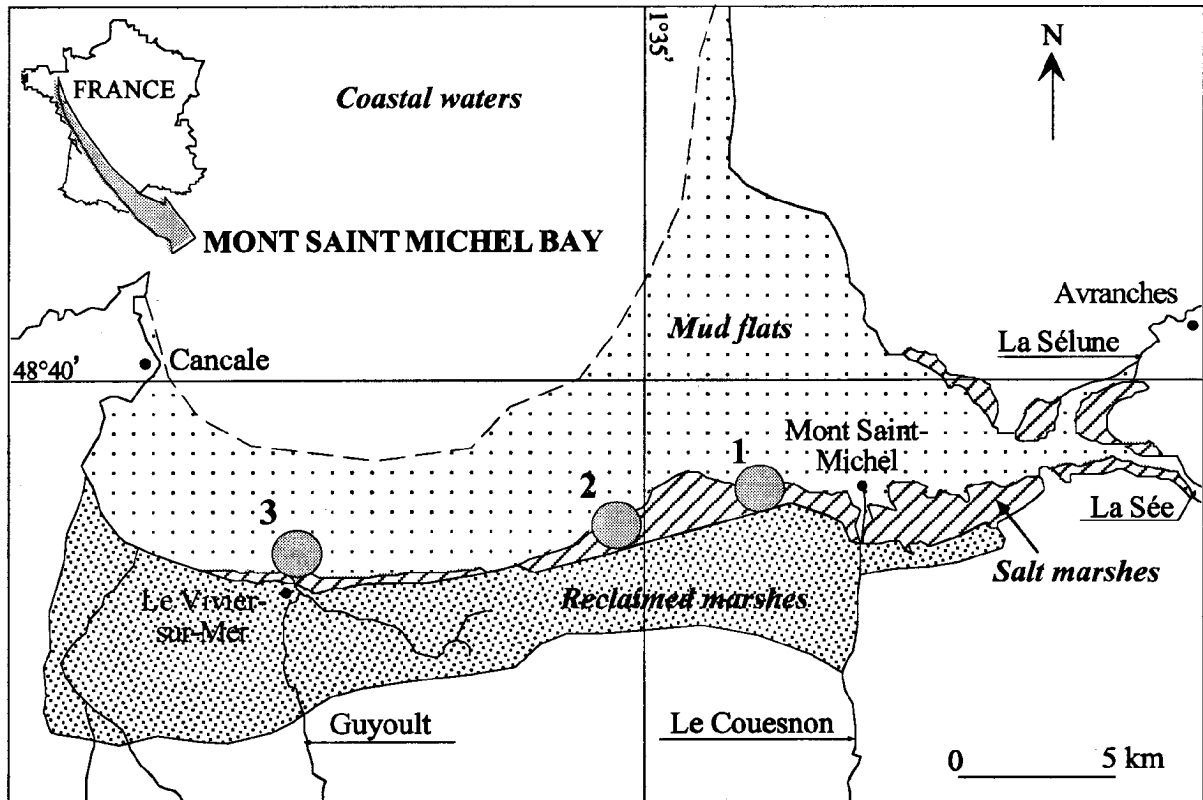 FRANCE
Coastal waters
1°35'
N
MONT SAINT MICHEL BAY
Avranches
Mud flats
La Sélune
Cancale
48°40'
Mont Saint-
Michel
1
2
3
La Sée
Salt marshes
Le Vivier-
sur-Mer
Reclaimed marshes
Guyoult
Le Couesnon
0
5 km